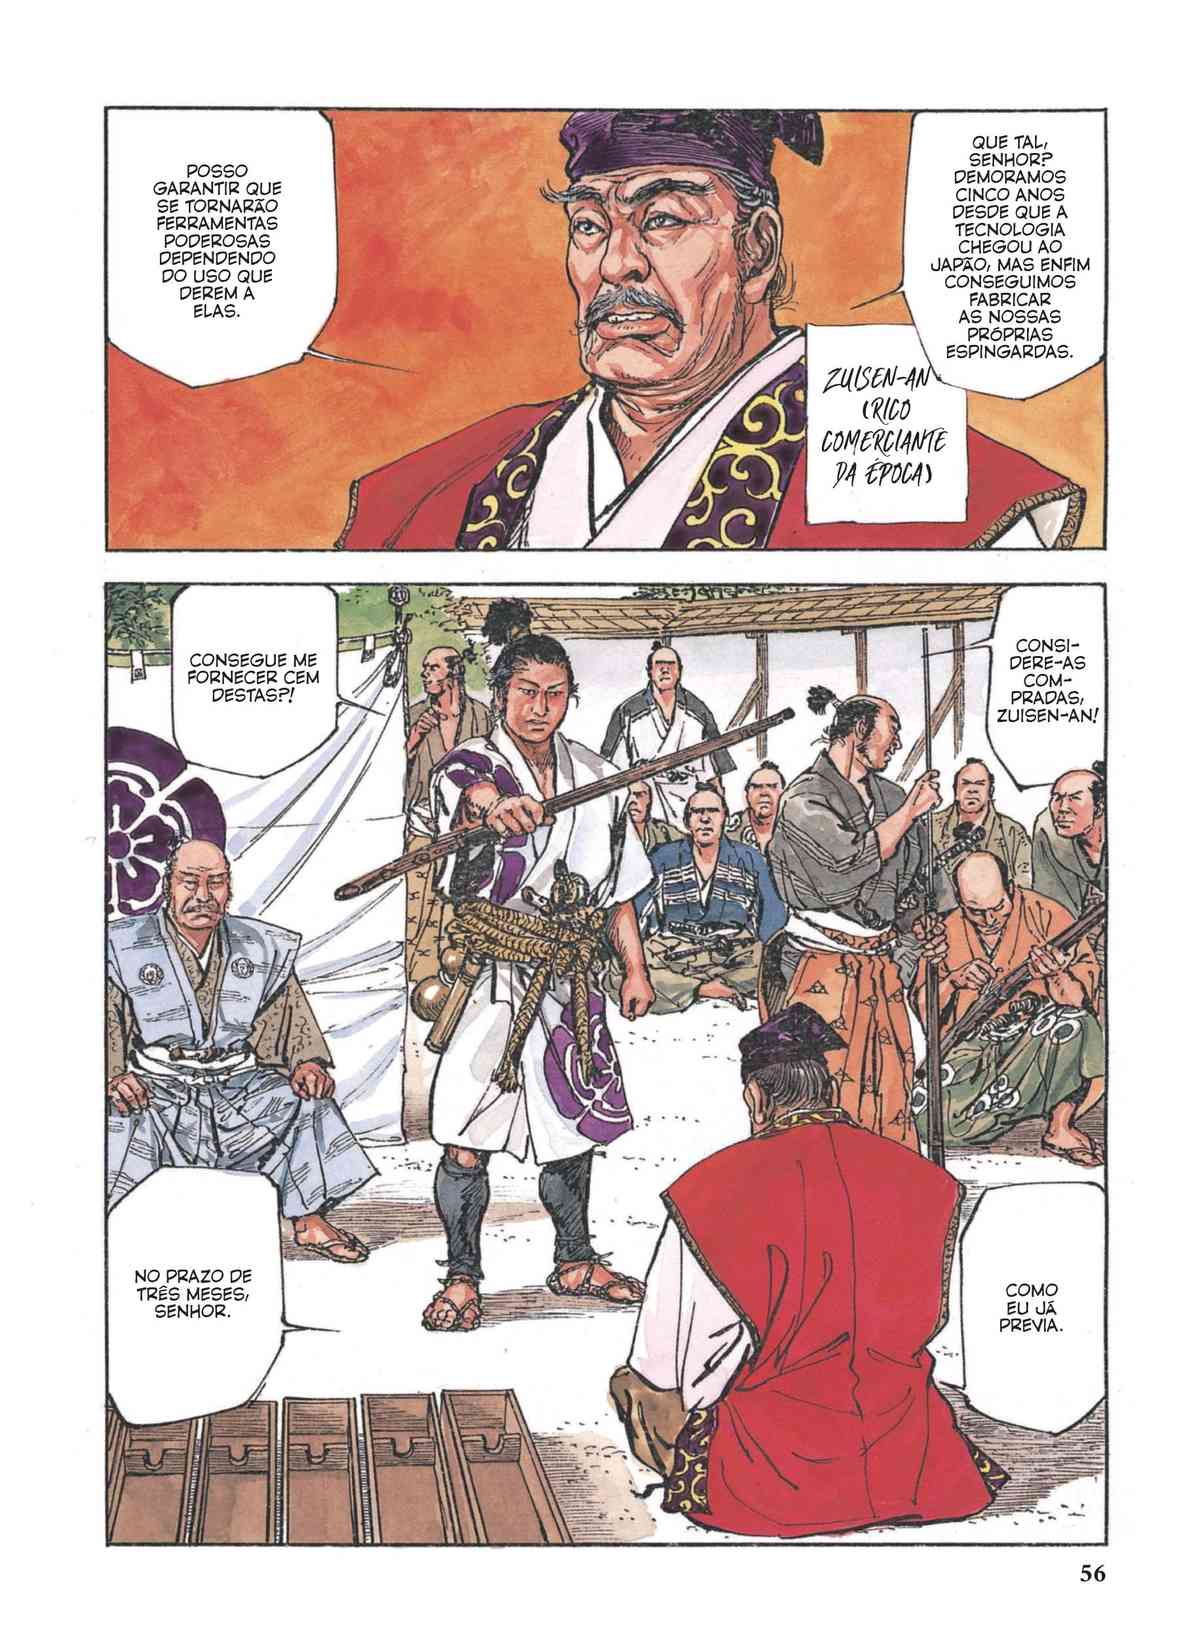 QUE TAL,
SENHOR?
DEMORAMOS
CINCO ANOS
DESDE QUE A
TECNOLOGIA
CHEGOU AO
JAPÃO, MAS ENFIM
CONSEGUIMOS
FABRICAR
AS NOSSAS
PRÓPRIAS
ESPINGARDAS.
ZUISEN-AN
(RICO
COMERCIANTE
DA ÉPOCA)
POSSO
GARANTIR QUE
SE TORNARÃO
FERRAMENTAS
PODEROSAS
DEPENDENDO
DO USO QUE
DEREM A
ELAS.
CONSI-
DERE-AS
COM-
PRADAS,
ZUISEN-AN!
CONSEGUE ME
FORNECER CEM
DESTAS?!
COMO
EU JÁ
PREVIA.
NO PRAZO DE
TRÊS MESES,
SENHOR.
56